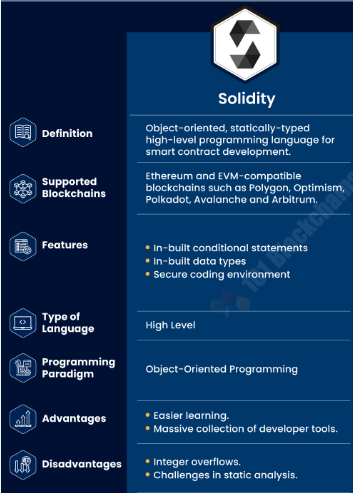 Solidity
Definition
Object-oriented, statically-typed
high-level programming language for
smart contract development.
Supported
Blockchains
Ethereum and EVM-compatible
blockchains such as Polygon, Optimism,
Polkadot, Avalanche and Arbitrum.
Features
• In-built conditional statements
• In-built data types
• Secure coding environment
Type of
Language
High Level
Programming
Paradigm
Object-Oriented Programming
Advantages
• Easier learning.
• Massive collection of developer tools.
Disadvantages
• Integer overflows.
• Challenges in static analysis.
101 Blockchains